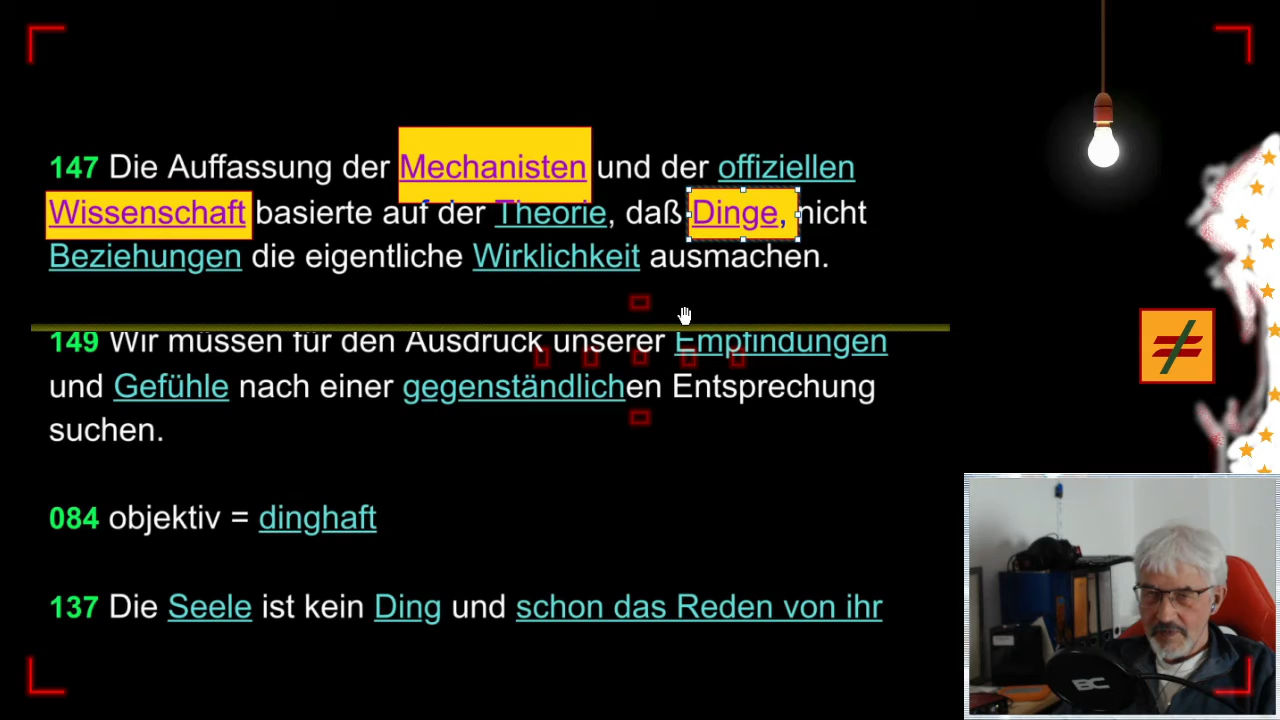 147 Die Auffassung der Mechanisten und der offiziellen
Wissenschaft basierte auf der Theorie, daß Dinge, nicht
Beziehungen die eigentliche Wirklichkeit ausmachen.
149 Wir müssen für den Ausdruck unserer Empfindungen
und Gefühle nach einer gegenständlichen Entsprechung
suchen.
084 objektiv = dinghaft
137 Die Seele ist kein Ding und schon das Reden von ihr
BC